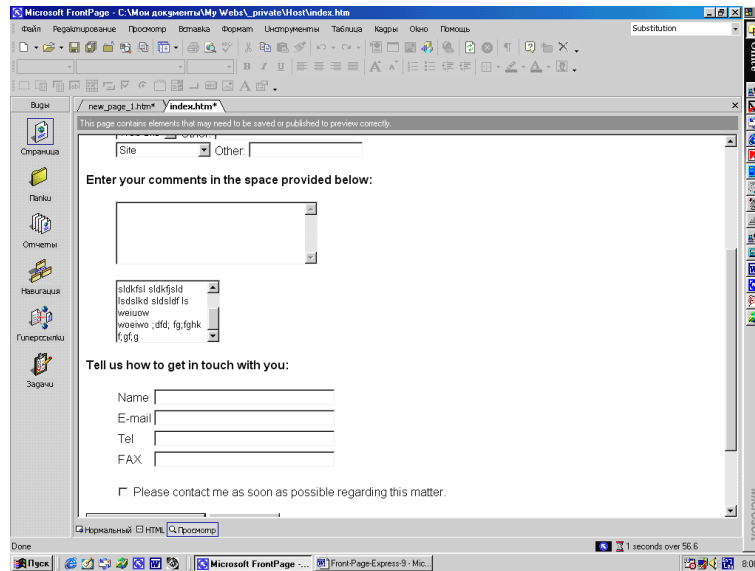 Microsoft FrontPage - C:\Мои документы\My Webs\_private\Host\index.htm
Файл Редактирование Просмотр Вставка Формат Инструменты Таблица Кадры Окно Помощь
Substitution
Виды
new_page_1.htm* index.htm*
This page contains elements that may need to be saved or published to preview correctly.
Страница
Папки
Отчеты
Навигация
Гиперссылки
Задачи
Other:
Site Other:
Enter your comments in the space provided below:
sldkfsl sldkfjsld
lsdslkd sldsldf ls
weiuow
woeiwo ;dfd; fg;fghk
f;gf,g
Tell us how to get in touch with you:
Name
E-mail
Tel
FAX
Please contact me as soon as possible regarding this matter.
Нормальный HTML Просмотр
Done
1 seconds over 56.6
Пуск Microsoft FrontPage -... Front-Page-Express-9 - Mic...